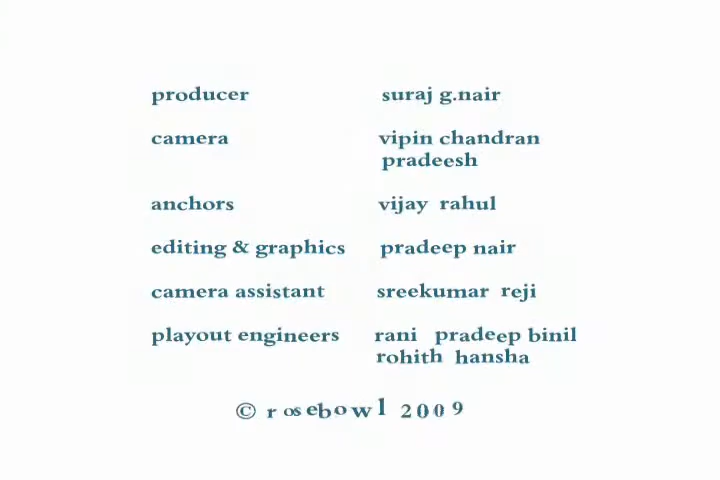 producer suraj g.nair
camera vipin chandran
pradeesh
anchors vijay rahul
editing & graphics pradeep nair
camera assistant sreekumar reji
playout engineers rani pradeep binil
rohith hansha
© rosebowl 2009